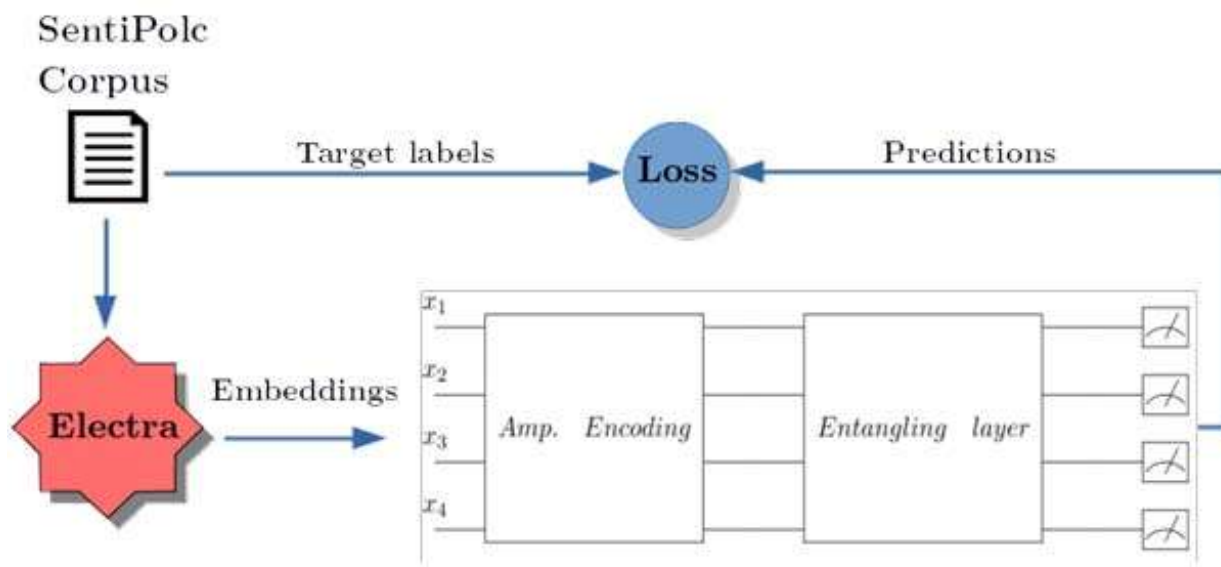 SentiPolc
Corpus
Target labels
Loss
Predictions
x₁
x₂
x₃
x₄
Embeddings
Electra
Amp. Encoding
Entangling layer